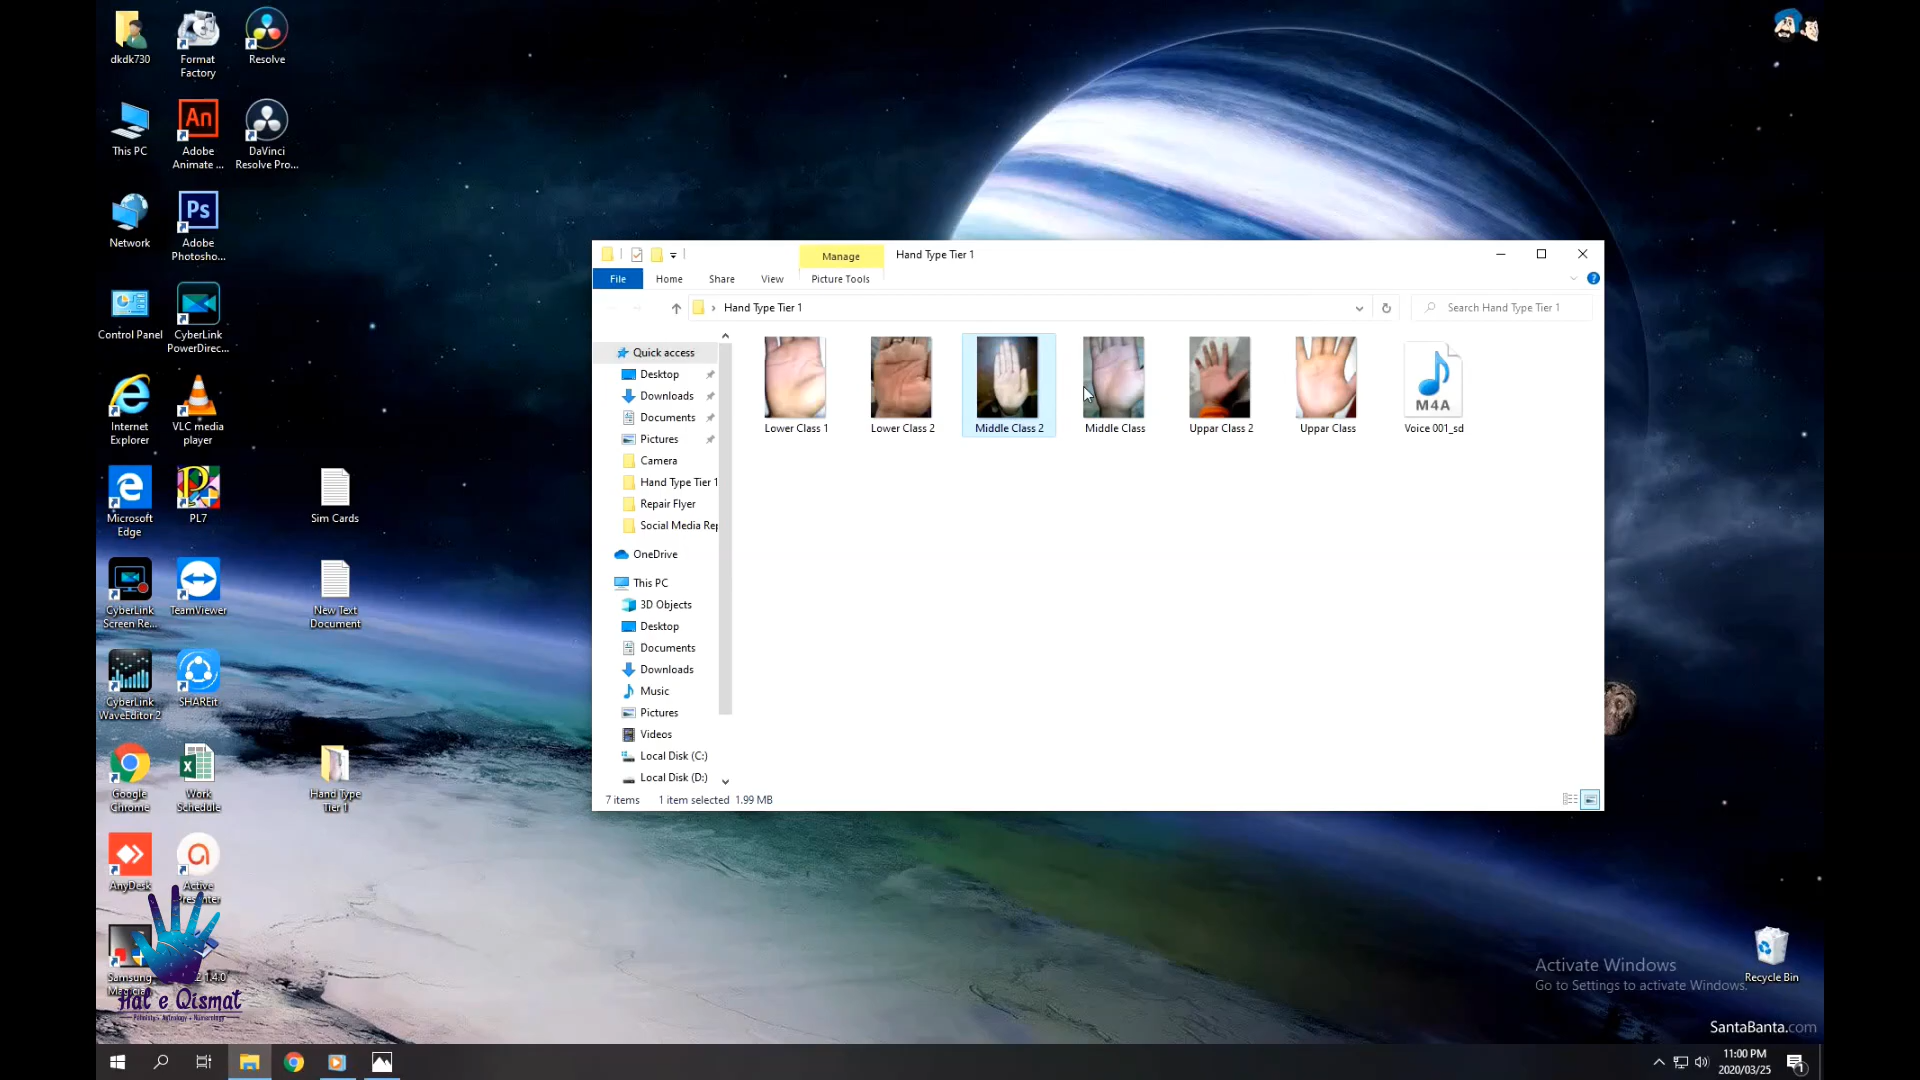 dkdk730
Format
Factory
Resolve
This PC
An
Adobe
Animate ...
DaVinci
Resolve Pro...
Network
Ps
Adobe
Photosho...
Control Panel
CyberLink
PowerDirec...
Internet
Explorer
VLC media
player
Microsoft
Edge
PL7
Sim Cards
CyberLink
Screen Re...
TeamViewer
New Text
Document
CyberLink
WaveEditor 2
SHAREit
Google
Chrome
Work
Schedule
Hand Type
Tier 1
AnyDesk
Active
Samsung
2.1.4.0
Hat e Qismat
Palmistry • Astrology • Numerology
Manage
Hand Type Tier 1
File
Home
Share
View
Picture Tools
Hand Type Tier 1
Search Hand Type Tier 1
Quick access
Desktop
Downloads
Documents
Pictures
Camera
Hand Type Tier 1
Repair Flyer
Social Media Rep
OneDrive
This PC
3D Objects
Desktop
Documents
Downloads
Music
Pictures
Videos
Local Disk (C:)
Local Disk (D:)
Lower Class 1
Lower Class 2
Middle Class 2
Middle Class
Uppar Class 2
Uppar Class
M4A
Voice 001_sd
7 items
1 item selected 1.99 MB
Activate Windows
Go to Settings to activate Windows.
Recycle Bin
SantaBanta.com
11:00 PM
2020/03/25
1